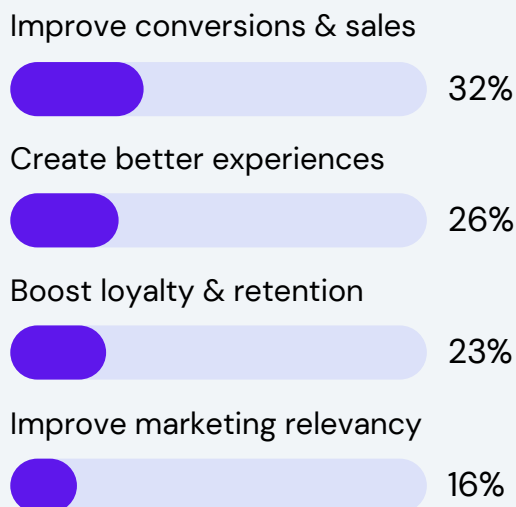 Improve conversions & sales
32%
Create better experiences
26%
Boost loyalty & retention
23%
Improve marketing relevancy
16%